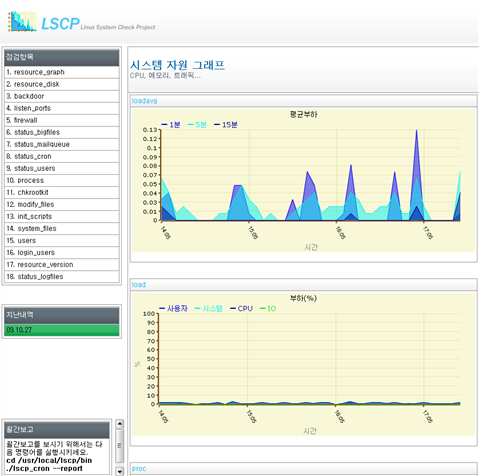 LSCP Linux System Check Project
점검항목
1. resource_graph
2. resource_disk
3. backdoor
4. listen_ports
5. firewall
6. status_bigfiles
7. status_mailqueue
8. status_cron
9. status_users
10. process
11. chkrootkit
12. modify_files
13. init_scripts
14. system_files
15. users
16. login_users
17. resource_version
18. status_logfiles
지난내역
09.10.27
월간보고
월간보고를 보시기 위해서는 다
음 명령어를 실행시키세요.
cd /usr/local/lscp/bin
./lscp_cron --report
시스템 자원 그래프
CPU, 메모리, 트래픽...
loadavg
평균부하
1분 5분 15분
0.13
0.12
0.1
0.09
0.08
0.07
0.05
0.04
0.03
0.01
0
14:05 15:05 16:05 17:05
시간
load
부하(%)
사용자 시스템 CPU IO
100
90
80
70
60
50
40
30
20
10
0
%
14:05 15:05 16:05 17:05
시간
proc